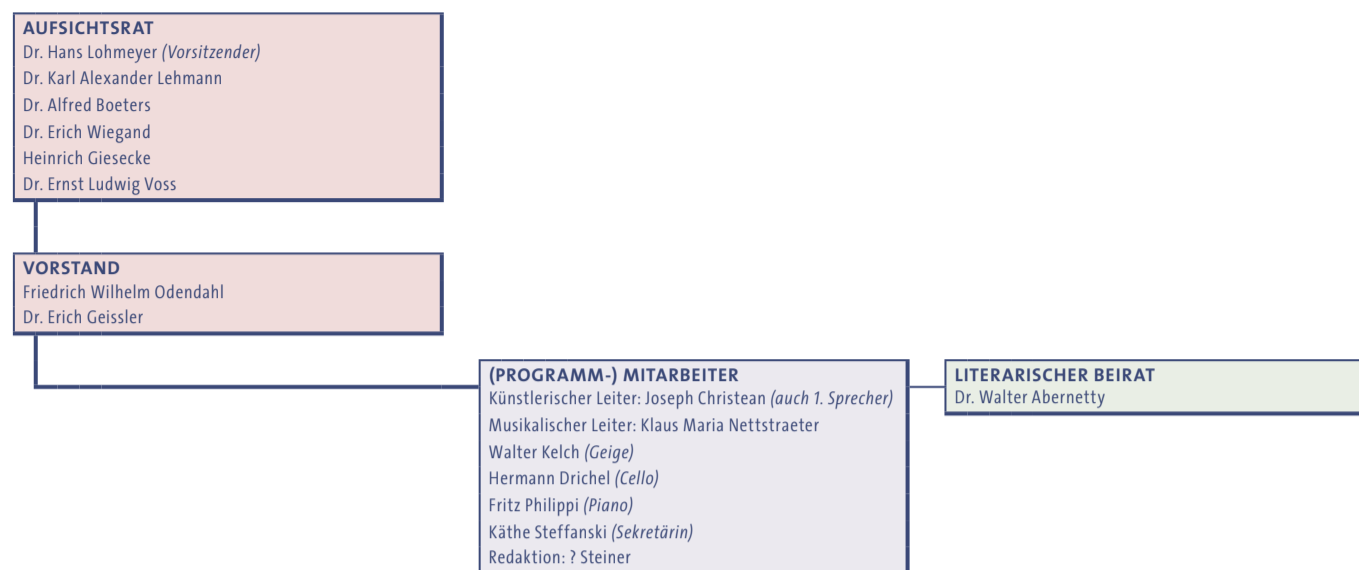 AUFSICHTSRAT
Dr. Hans Lohmeyer (Vorsitzender)
Dr. Karl Alexander Lehmann
Dr. Alfred Boeters
Dr. Erich Wiegand
Heinrich Giesecke
Dr. Ernst Ludwig Voss
VORSTAND
Friedrich Wilhelm Odendahl
Dr. Erich Geissler
(PROGRAMM-) MITARBEITER
Künstlerischer Leiter: Joseph Christean (auch 1. Sprecher)
Musikalischer Leiter: Klaus Maria Nettstraeter
Walter Kelch (Geige)
Hermann Drichel (Cello)
Fritz Philippi (Piano)
Käthe Steffanski (Sekretärin)
Redaktion: ? Steiner
LITERARISCHER BEIRAT
Dr. Walter Abernetty